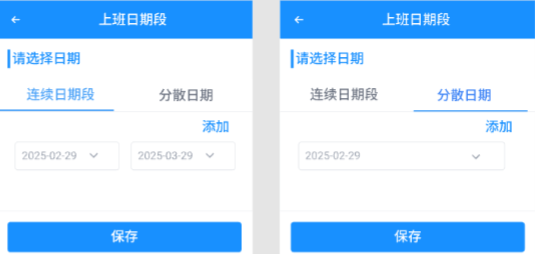 上班日期段
请选择日期
连续日期段 分散日期
添加
2025-02-29 2025-03-29
保存
上班日期段
请选择日期
连续日期段 分散日期
添加
2025-02-29
保存